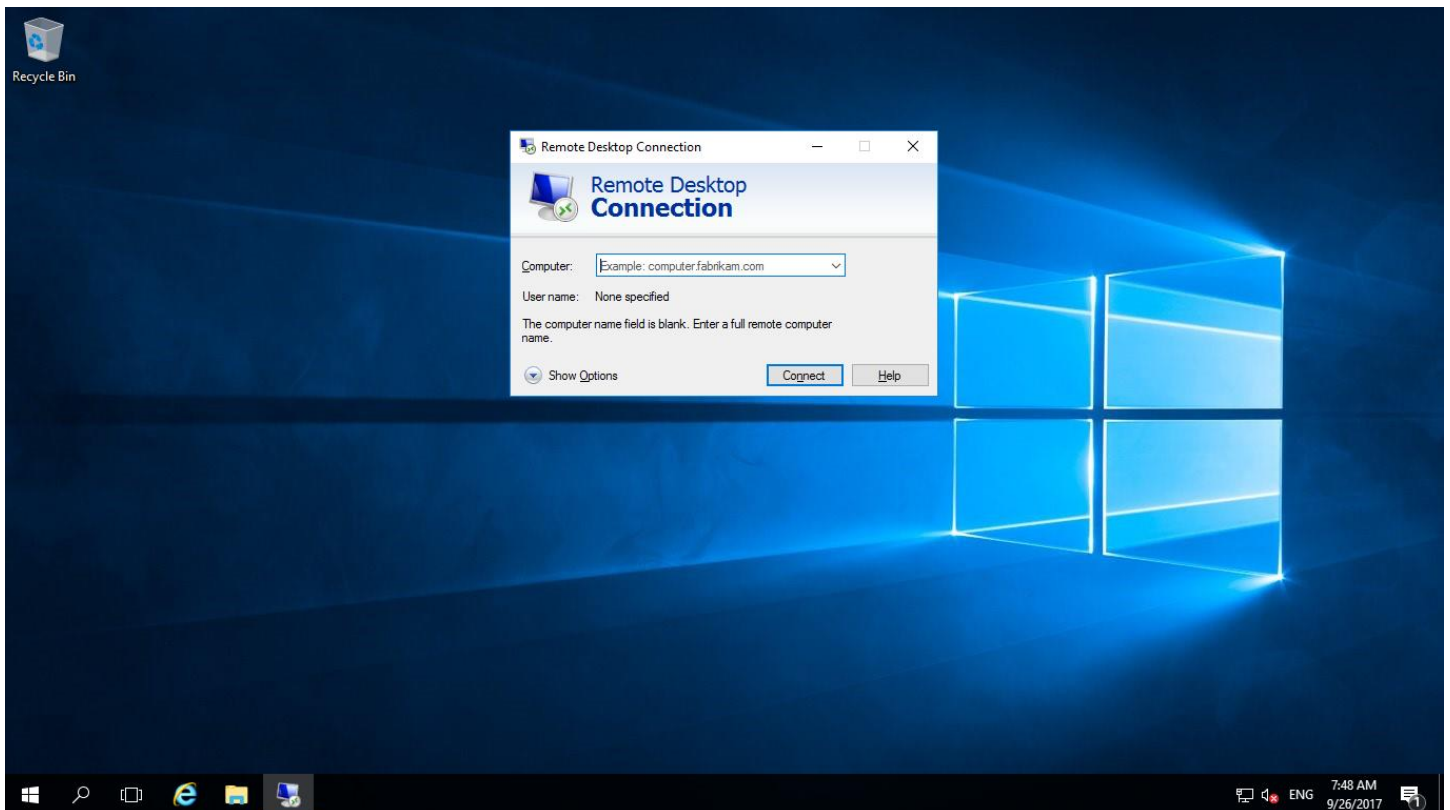 Recycle Bin
Remote Desktop Connection
Remote Desktop
Connection
Computer:
Example: computer.fabrikam.com
User name:
None specified
The computer name field is blank. Enter a full remote computer
name.
Show Options
Connect
Help
ENG
7:48 AM
9/26/2017
1